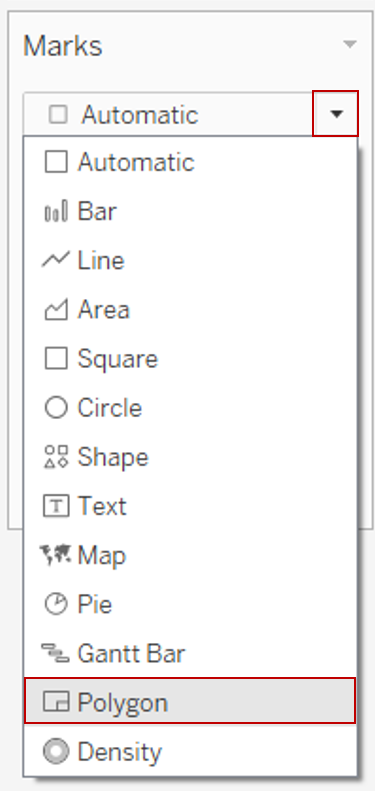 Marks
Automatic
Automatic
Bar
Line
Area
Square
Circle
Shape
Text
Map
Pie
Gantt Bar
Polygon
Density